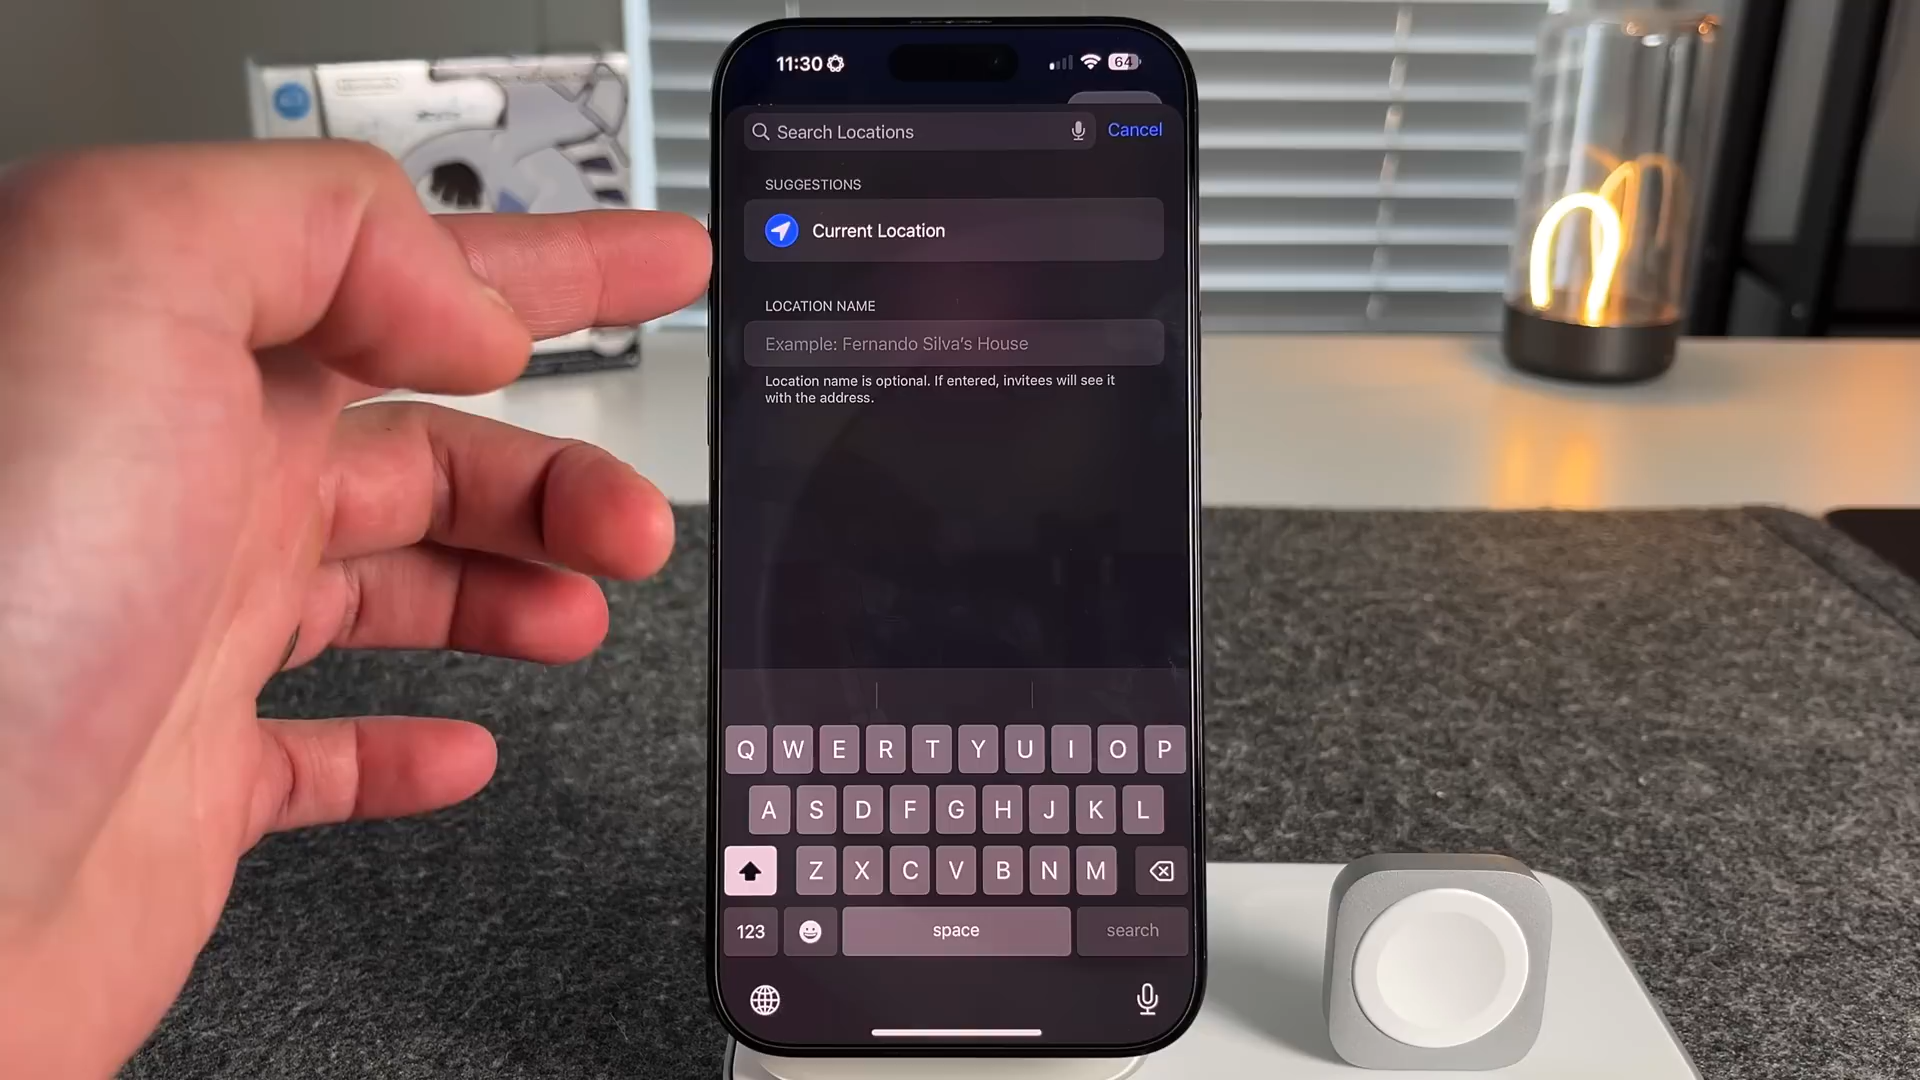 11:30
64
Search Locations
Cancel
SUGGESTIONS
Current Location
LOCATION NAME
Example: Fernando Silva's House
Location name is optional. If entered, invitees will see it
with the address.
Q W E R T Y U I O P
A S D F G H J K L
Z X C V B N M
123
space
search